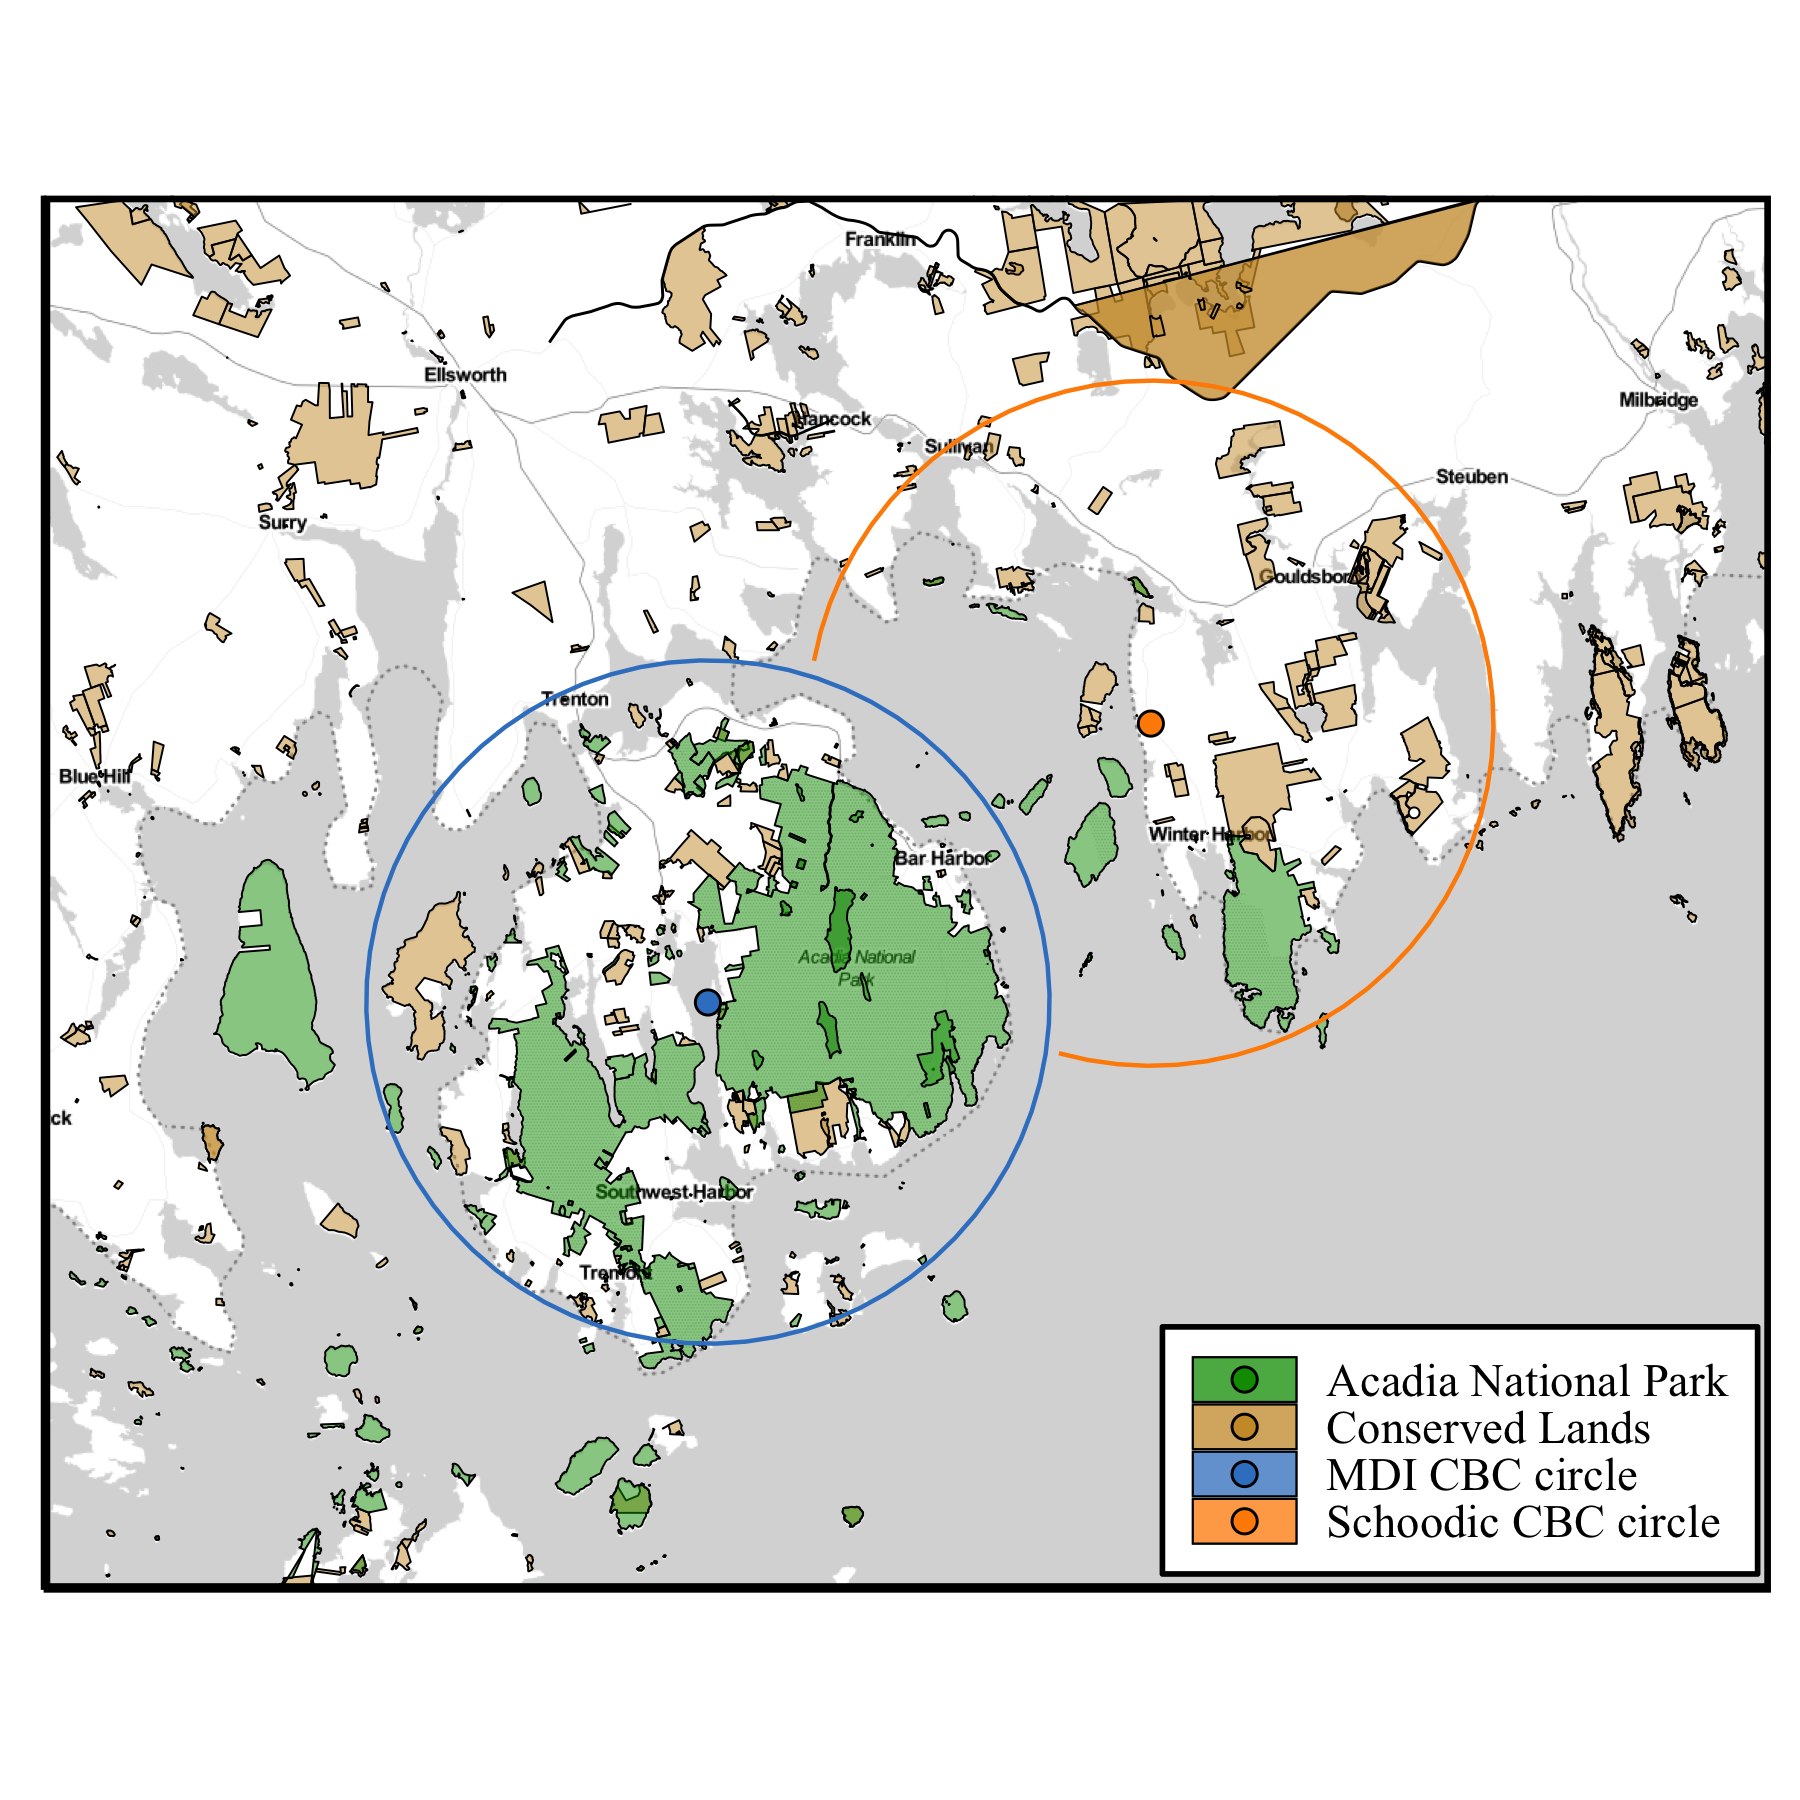 Franklin
Ellsworth
Milbridge
Hancock
Sullivan
Steuben
Surry
Gouldsboro
Trenton
Blue Hill
Winter Harbor
Bar Harbor
Acadia National
Park
ck
Southwest Harbor
Tremont
Acadia National Park
Conserved Lands
MDI CBC circle
Schoodic CBC circle